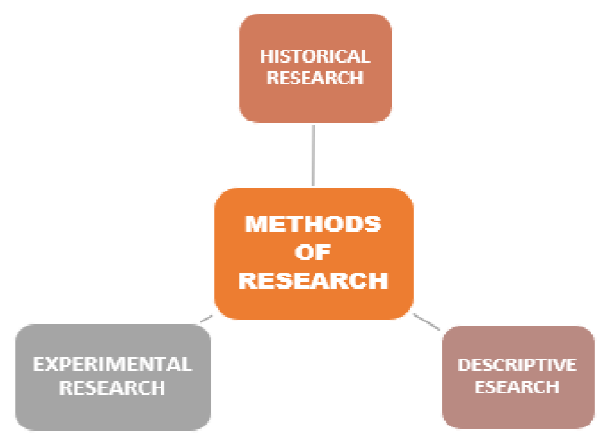 HISTORICAL
RESEARCH
METHODS
OF
RESEARCH
EXPERIMENTAL
RESEARCH
DESCRIPTIVE
ESEARCH